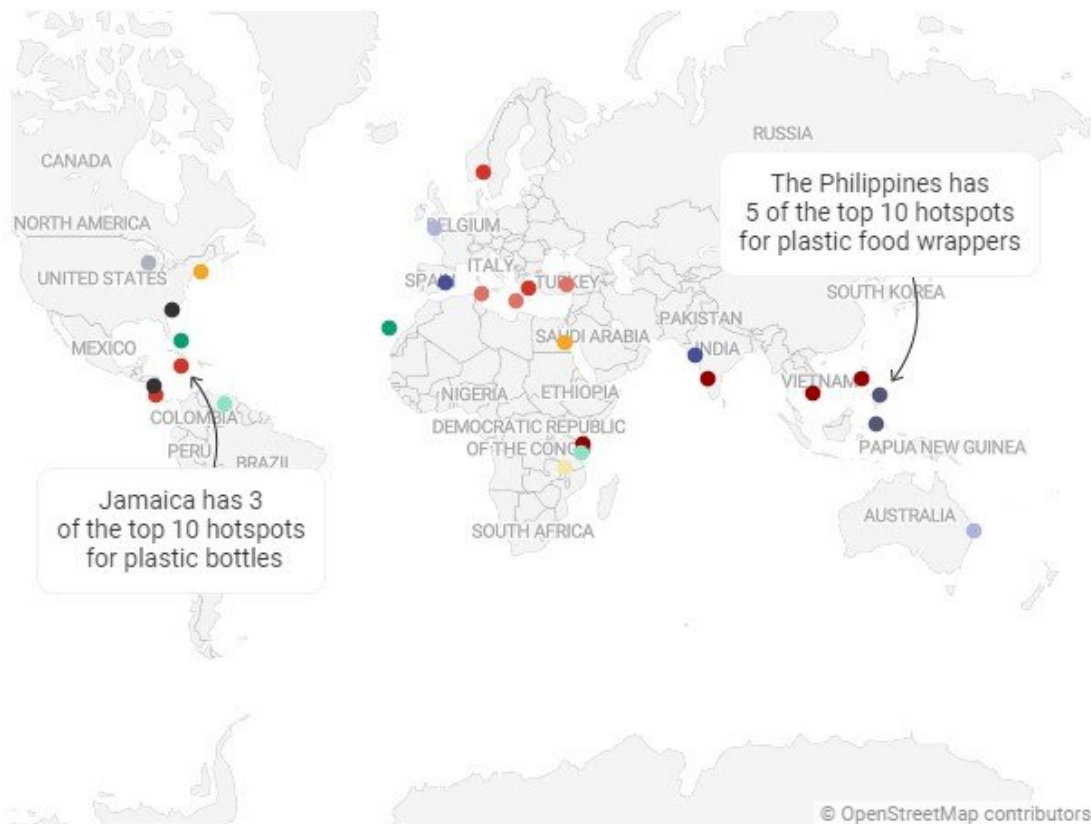 RUSSIA
CANADA
The Philippines has
5 of the top 10 hotspots
for plastic food wrappers
NORTH AMERICA
BELGIUM
ITALY
UNITED STATES
SPAIN
TURKEY
SOUTH KOREA
PAKISTAN
SAUDI ARABIA
MEXICO
INDIA
VIETNAM
NIGERIA
ETHIOPIA
COLOMBIA
DEMOCRATIC REPUBLIC
OF THE CONGO
PERU
PAPUA NEW GUINEA
BRAZIL
Jamaica has 3
of the top 10 hotspots
for plastic bottles
AUSTRALIA
SOUTH AFRICA
© OpenStreetMap contributors